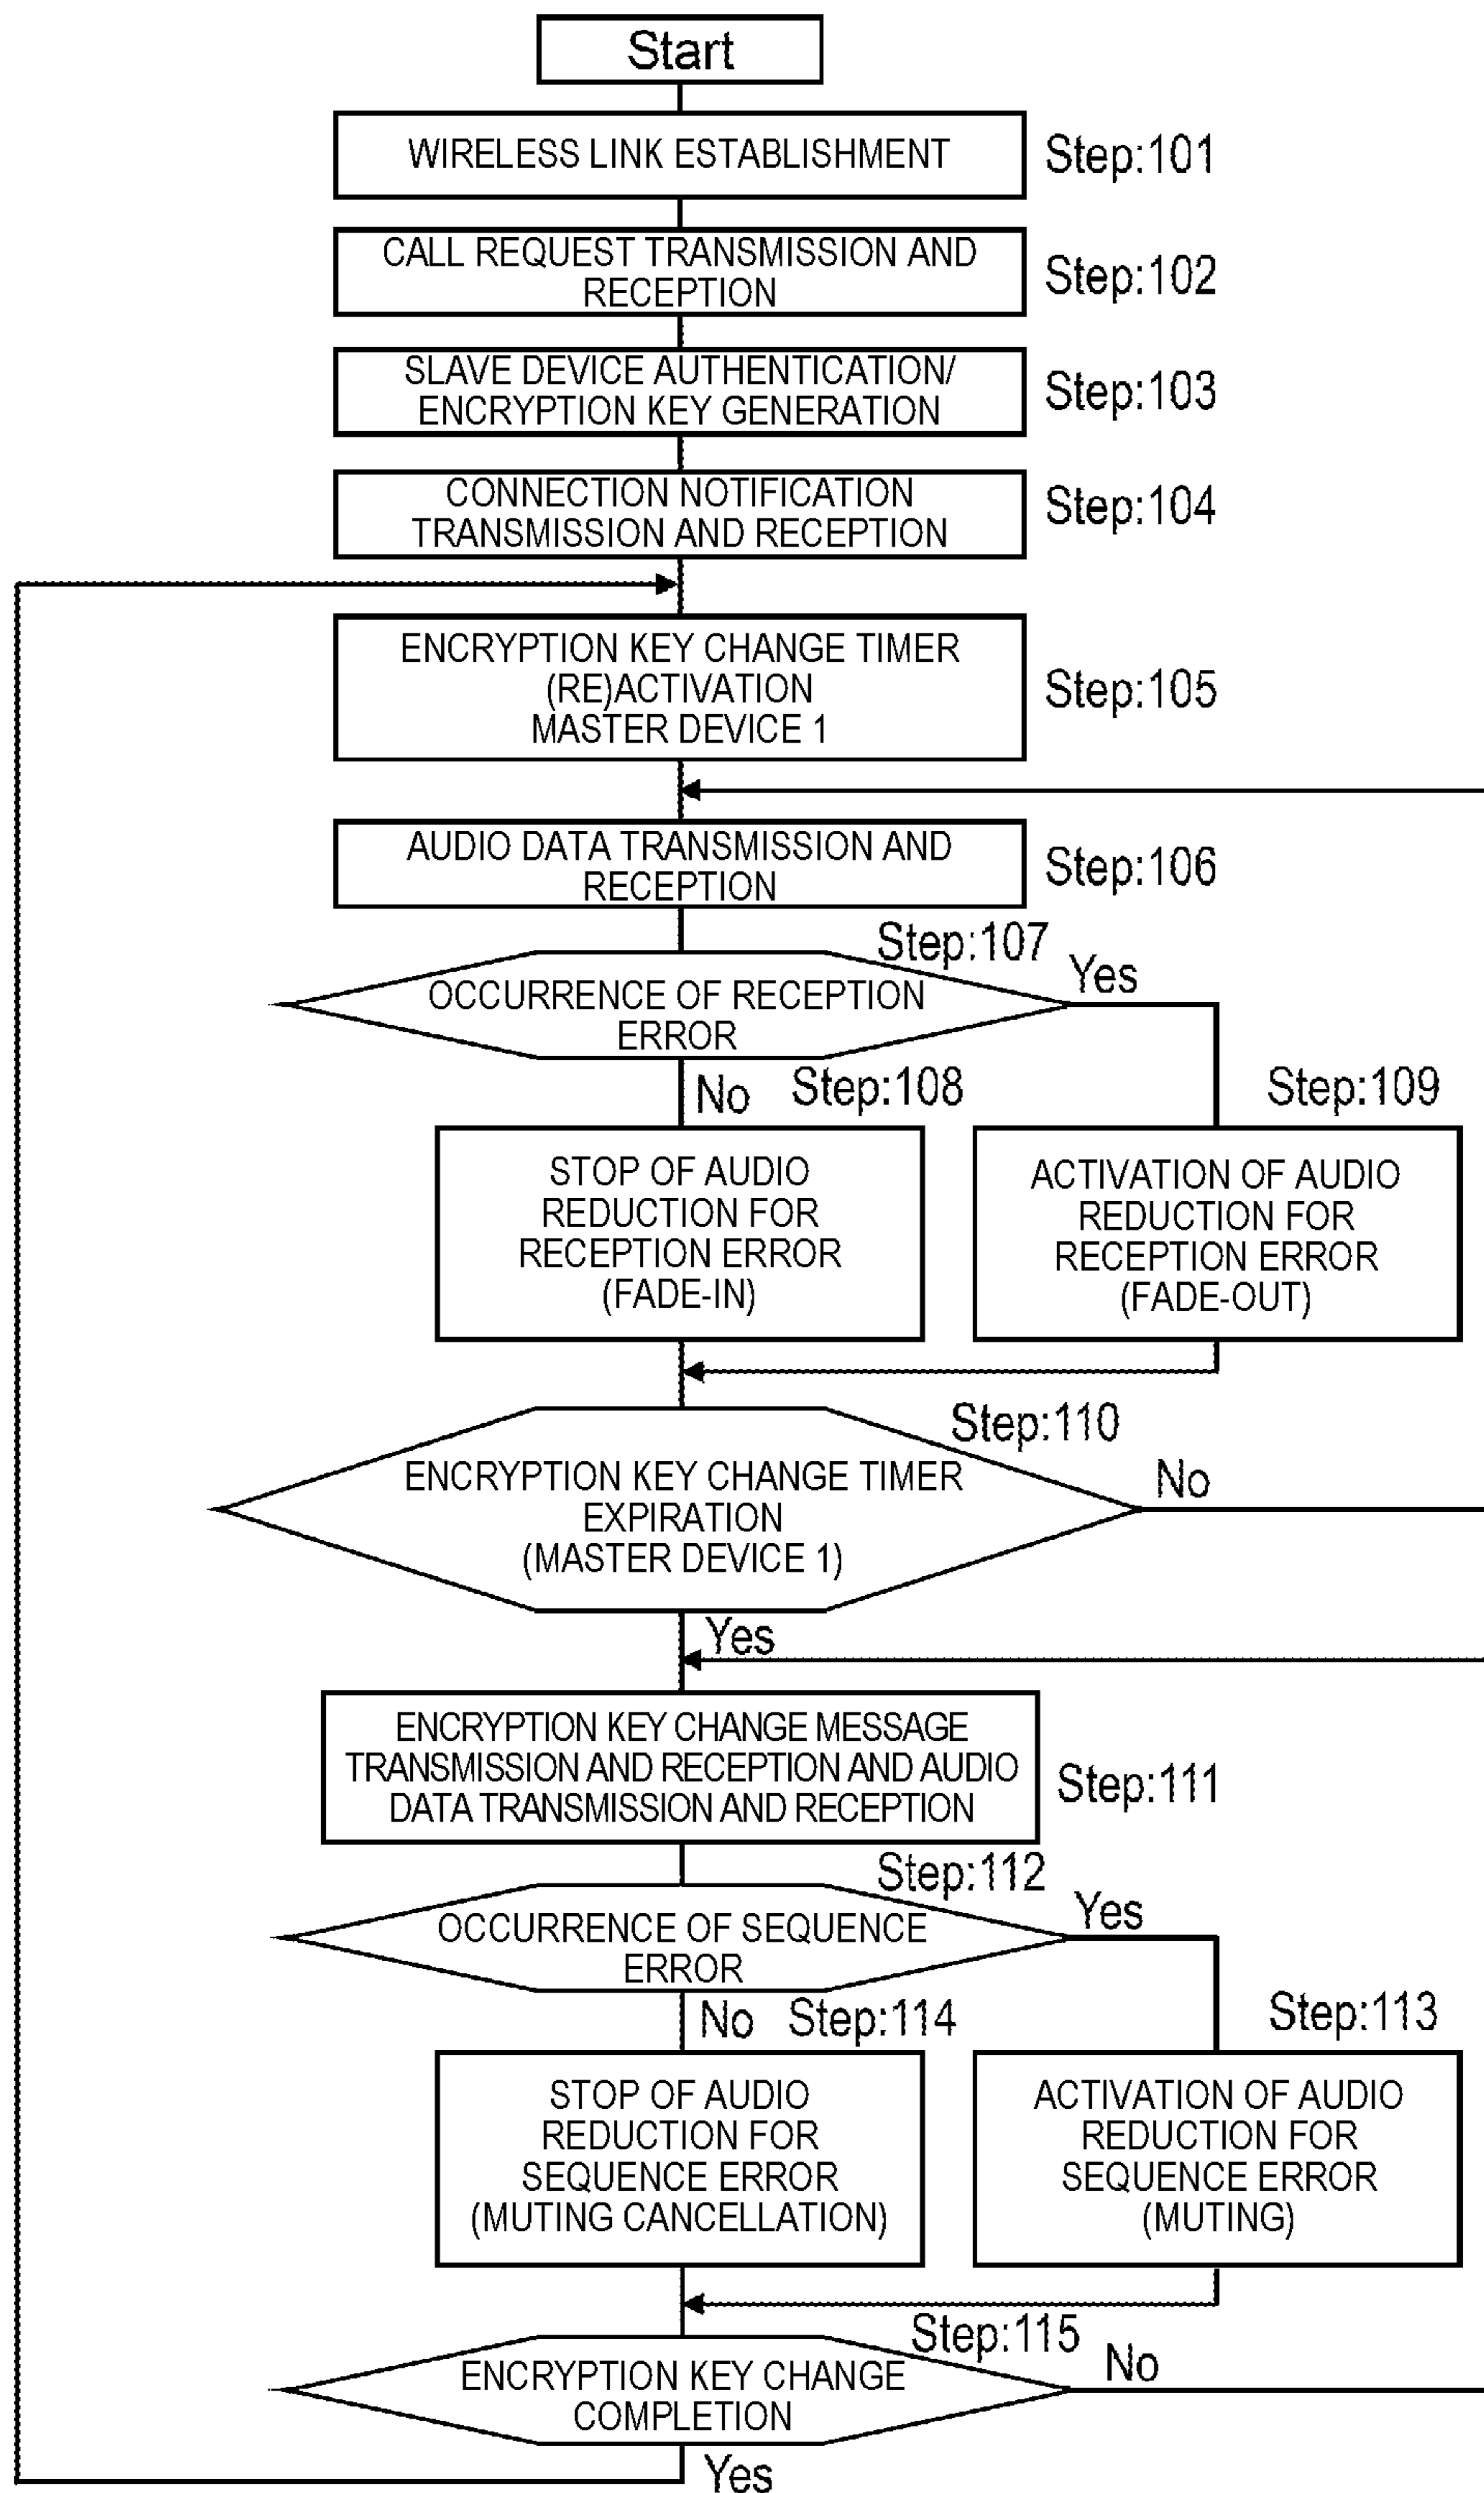 Start
WIRELESS LINK ESTABLISHMENT
Step:101
CALL REQUEST TRANSMISSION AND
RECEPTION
Step:102
SLAVE DEVICE AUTHENTICATION/
ENCRYPTION KEY GENERATION
Step:103
CONNECTION NOTIFICATION
TRANSMISSION AND RECEPTION
Step:104
ENCRYPTION KEY CHANGE TIMER
(RE)ACTIVATION
MASTER DEVICE 1
Step:105
AUDIO DATA TRANSMISSION AND
RECEPTION
Step:106
Step:107
OCCURRENCE OF RECEPTION
ERROR
Yes
No
Step:108
STOP OF AUDIO
REDUCTION FOR
RECEPTION ERROR
(FADE-IN)
Step:109
ACTIVATION OF AUDIO
REDUCTION FOR
RECEPTION ERROR
(FADE-OUT)
Step:110
ENCRYPTION KEY CHANGE TIMER
EXPIRATION
(MASTER DEVICE 1)
No
Yes
ENCRYPTION KEY CHANGE MESSAGE
TRANSMISSION AND RECEPTION AND AUDIO
DATA TRANSMISSION AND RECEPTION
Step:111
Step:112
OCCURRENCE OF SEQUENCE
ERROR
Yes
No
Step:114
STOP OF AUDIO
REDUCTION FOR
SEQUENCE ERROR
(MUTING CANCELLATION)
Step:113
ACTIVATION OF AUDIO
REDUCTION FOR
SEQUENCE ERROR
(MUTING)
Step:115
ENCRYPTION KEY CHANGE
COMPLETION
No
Yes